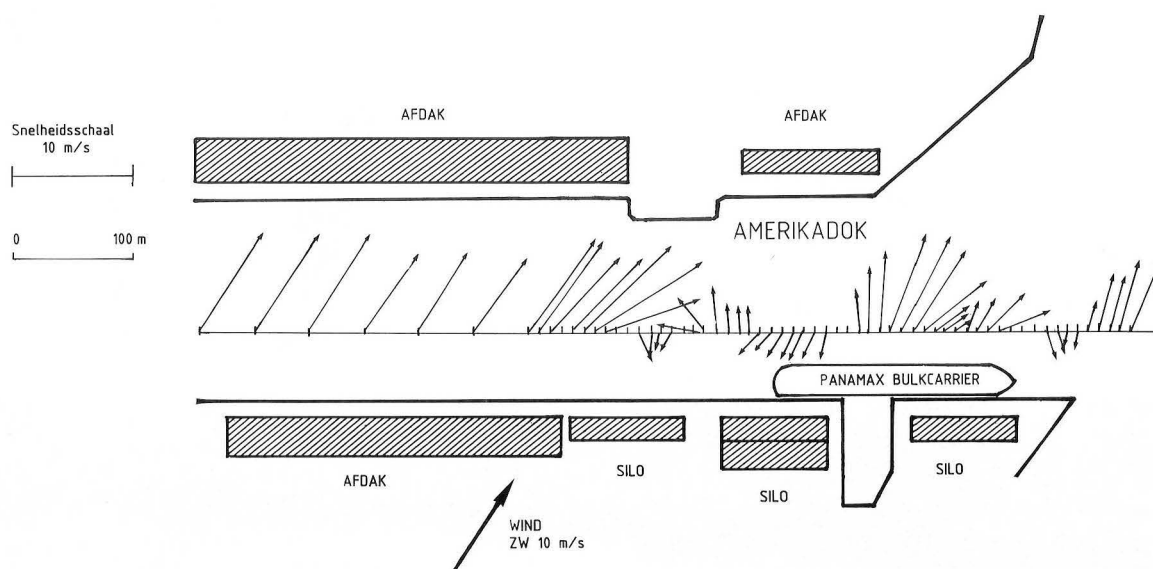 AFDAK
AFDAK
Snelheidsschaal
10 m/s
0
100 m
AMERIKADOK
PANAMAX BULKCARRIER
AFDAK
SILO
SILO
SILO
WIND
ZW 10 m/s